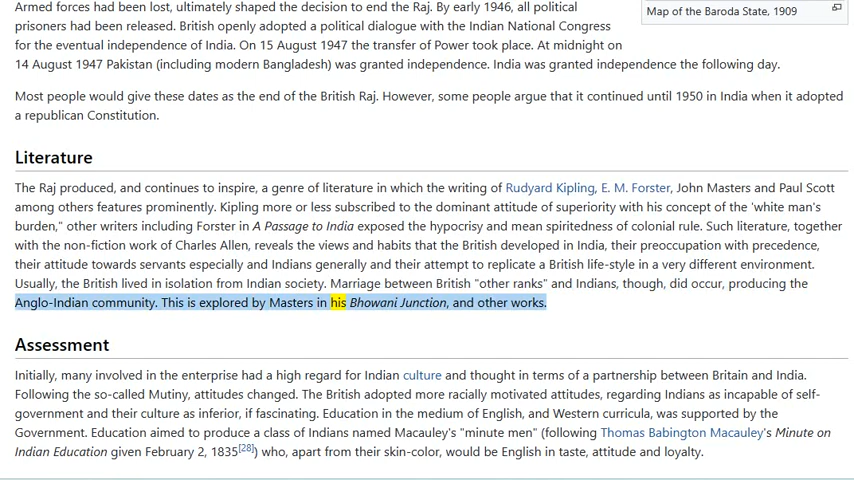 Armed forces had been lost, ultimately shaped the decision to end the Raj. By early 1946, all political
prisoners had been released. British openly adopted a political dialogue with the Indian National Congress
for the eventual independence of India. On 15 August 1947 the transfer of Power took place. At midnight on
14 August 1947 Pakistan (including modern Bangladesh) was granted independence. India was granted independence the following day.
Map of the Baroda State, 1909
Most people would give these dates as the end of the British Raj. However, some people argue that it continued until 1950 in India when it adopted
a republican Constitution.
Literature
The Raj produced, and continues to inspire, a genre of literature in which the writing of Rudyard Kipling, E. M. Forster, John Masters and Paul Scott
among others features prominently. Kipling more or less subscribed to the dominant attitude of superiority with his concept of the 'white man's
burden," other writers including Forster in A Passage to India exposed the hypocrisy and mean spiritedness of colonial rule. Such literature, together
with the non-fiction work of Charles Allen, reveals the views and habits that the British developed in India, their preoccupation with precedence,
their attitude towards servants especially and Indians generally and their attempt to replicate a British life-style in a very different environment.
Usually, the British lived in isolation from Indian society. Marriage between British "other ranks" and Indians, though, did occur, producing the
Anglo-Indian community. This is explored by Masters in his Bhowani Junction, and other works.
Assessment
Initially, many involved in the enterprise had a high regard for Indian culture and thought in terms of a partnership between Britain and India.
Following the so-called Mutiny, attitudes changed. The British adopted more racially motivated attitudes, regarding Indians as incapable of self-
government and their culture as inferior, if fascinating. Education in the medium of English, and Western curricula, was supported by the
Government. Education aimed to produce a class of Indians named Macauley's "minute men" (following Thomas Babington Macauley's Minute on
Indian Education given February 2, 1835[28]) who, apart from their skin-color, would be English in taste, attitude and loyalty.